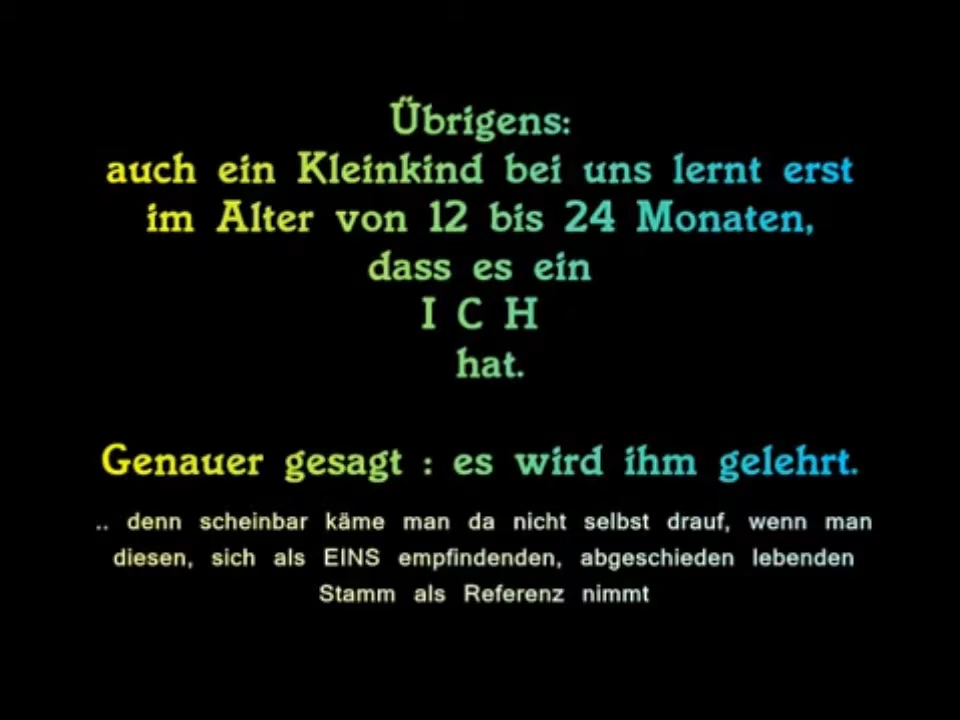 Übrigens:
auch ein Kleinkind bei uns lernt erst
im Alter von 12 bis 24 Monaten,
dass es ein
I C H
hat.
Genauer gesagt : es wird ihm gelehrt.
.. denn scheinbar käme man da nicht selbst drauf, wenn man
diesen, sich als EINS empfindenden, abgeschieden lebenden
Stamm als Referenz nimmt